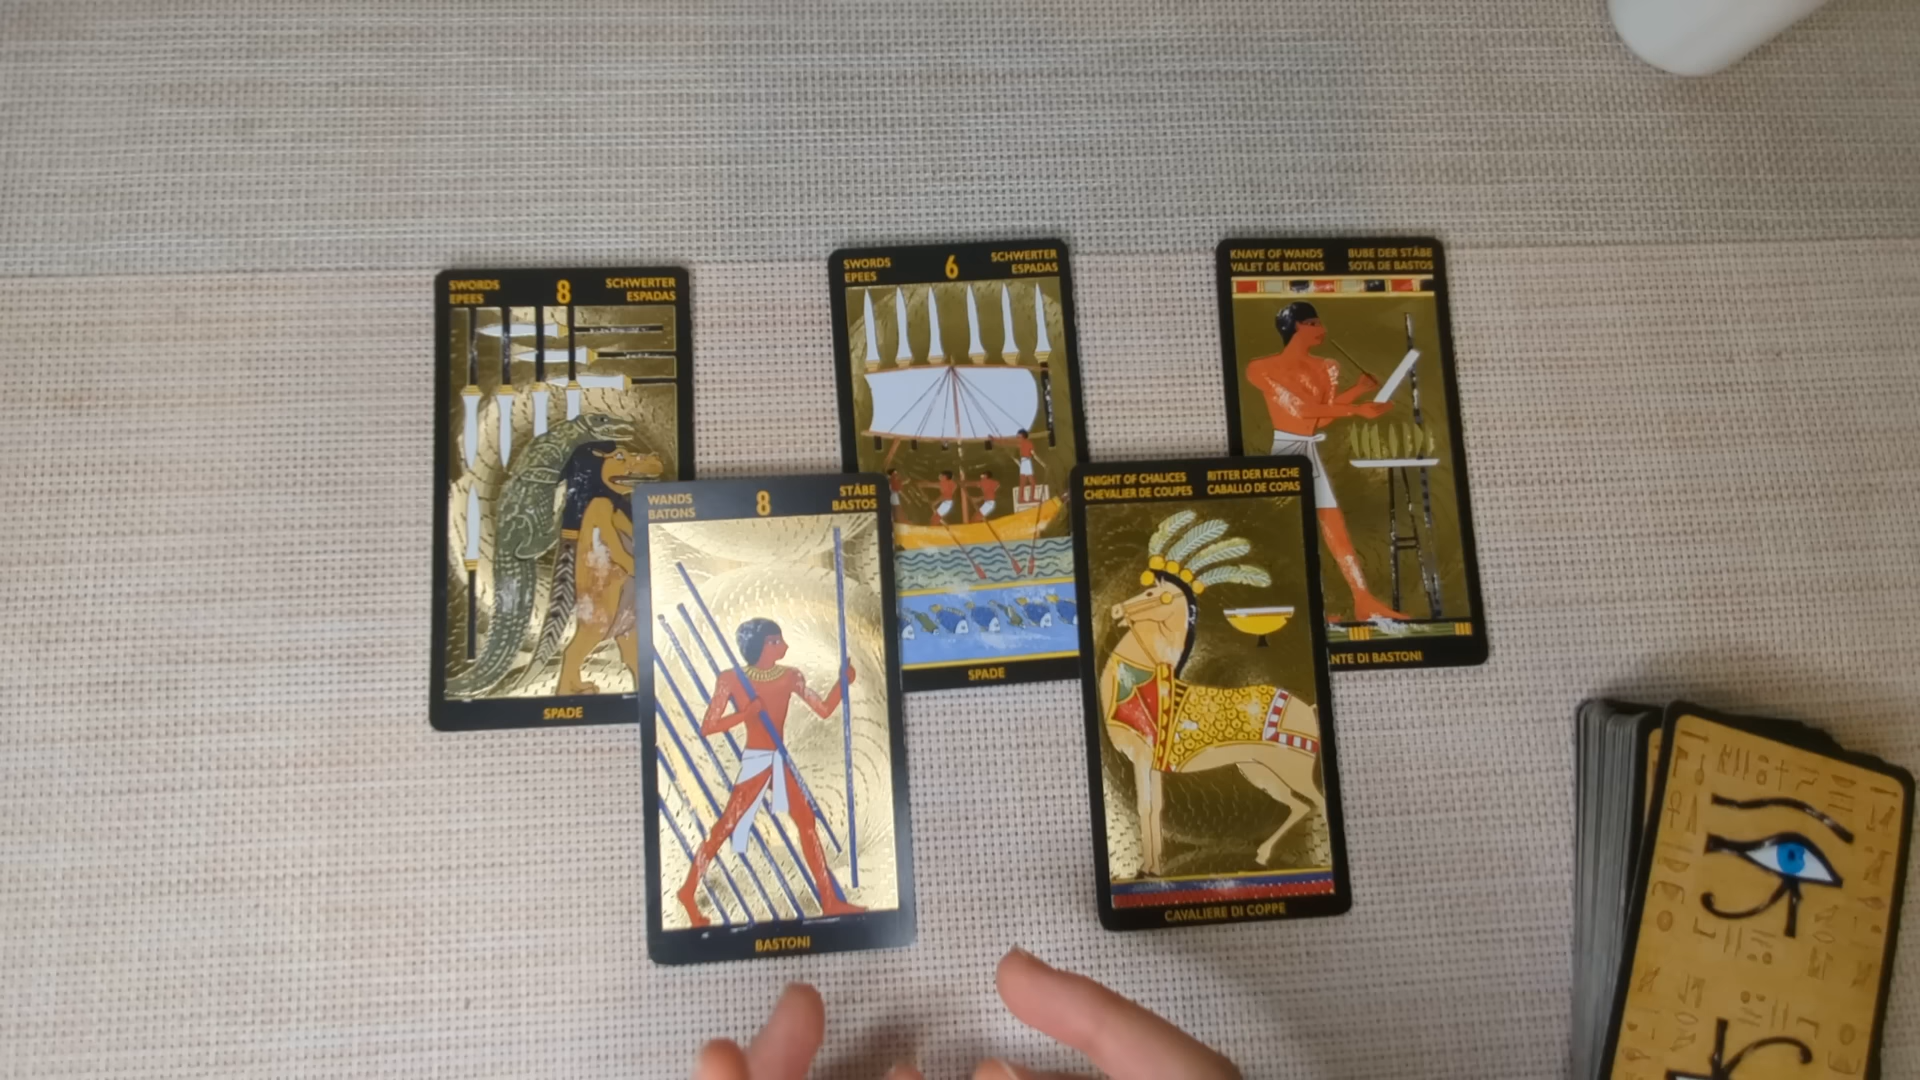 SWORDS
EPEES
8
SCHWERTER
ESPADAS
SPADE
SWORDS
EPEES
6
SCHWERTER
ESPADAS
SPADE
KNAVE OF WANDS
VALET DE BATONS
BUBE DER STÄBE
SOTA DE BASTOS
DI BASTONI
WANDS
BATONS
8
STÄBE
BASTOS
BASTONI
KNIGHT OF CHALICES
CHEVALIER DE COUPES
RITTER DER KELCHE
CABALLO DE COPAS
CAVALIERE DI COPPE